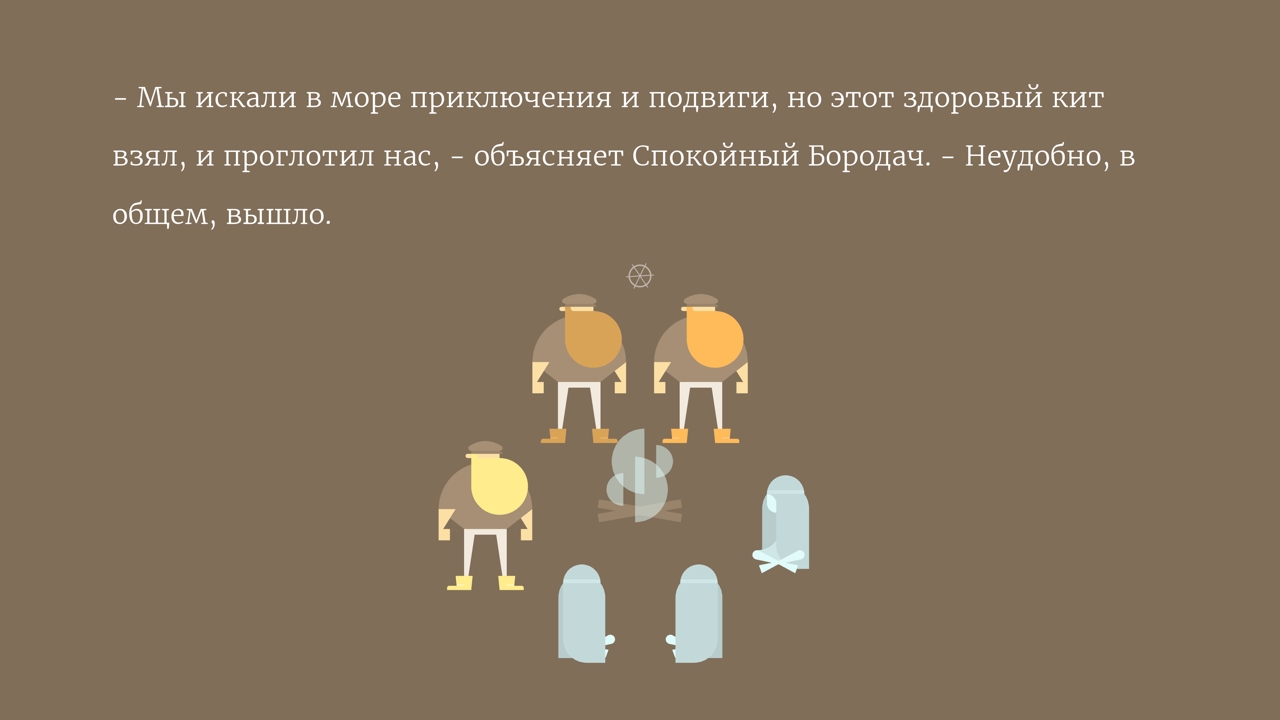 – Мы искали в море приключения и подвиги, но этот здоровый кит
взял, и проглотил нас, – объясняет Спокойный Бородач. – Неудобно, в
общем, вышло.